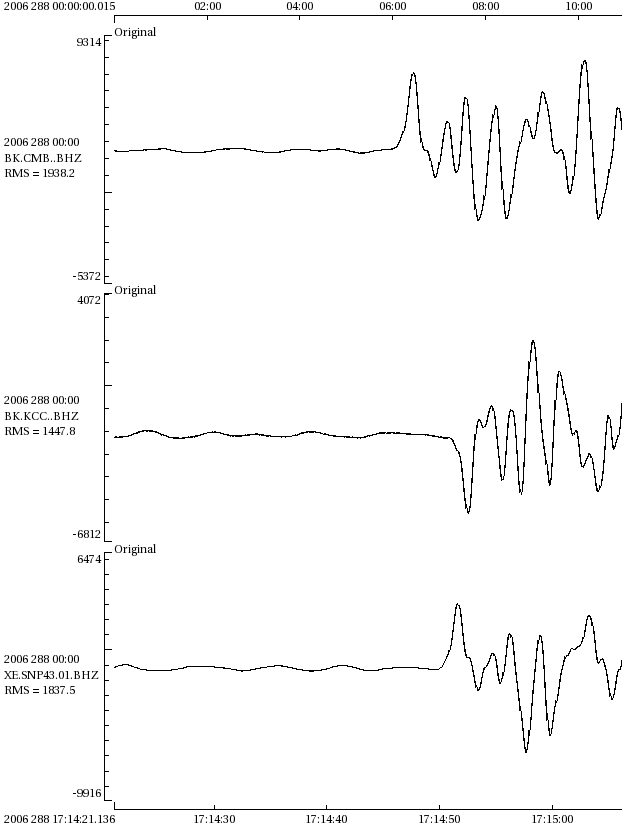 2006 288 00:00:00.015 02:00 04:00 06:00 08:00 10:00
Original
9314
2006 288 00:00
BK.CMB..BHZ
RMS = 1938.2
-5372
Original
4072
2006 288 00:00
BK.KCC..BHZ
RMS = 1447.8
-6812
Original
6474
2006 288 00:00
XE.SNP43.01.BHZ
RMS = 1837.5
-9916
2006 288 17:14:21.136 17:14:30 17:14:40 17:14:50 17:15:00